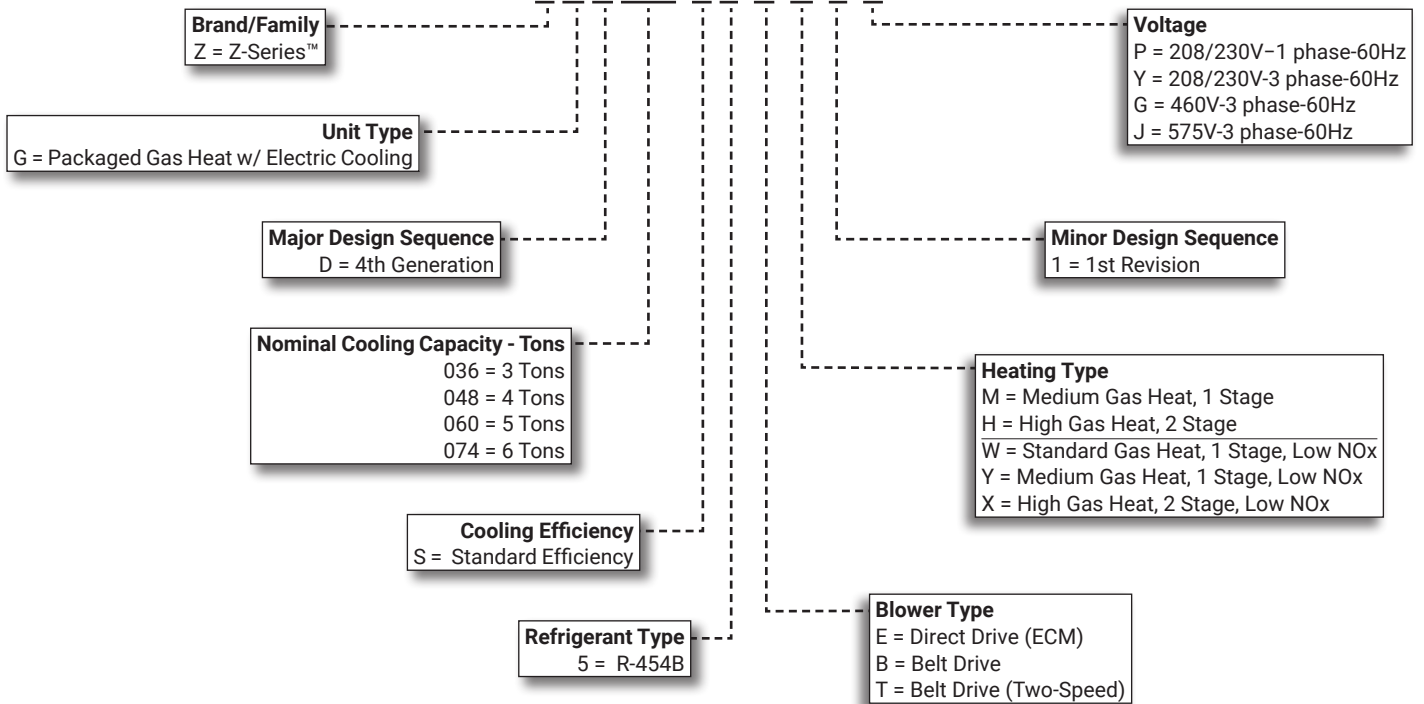 Brand/Family
Z = Z-Series™
Unit Type
G = Packaged Gas Heat w/ Electric Cooling
Major Design Sequence
D = 4th Generation
Nominal Cooling Capacity - Tons
036 = 3 Tons
048 = 4 Tons
060 = 5 Tons
074 = 6 Tons
Cooling Efficiency
S = Standard Efficiency
Refrigerant Type
5 = R-454B
Voltage
P = 208/230V−1 phase-60Hz
Y = 208/230V-3 phase-60Hz
G = 460V-3 phase-60Hz
J = 575V-3 phase-60Hz
Minor Design Sequence
1 = 1st Revision
Heating Type
M = Medium Gas Heat, 1 Stage
H = High Gas Heat, 2 Stage
W = Standard Gas Heat, 1 Stage, Low NOx
Y = Medium Gas Heat, 1 Stage, Low NOx
X = High Gas Heat, 2 Stage, Low NOx
Blower Type
E = Direct Drive (ECM)
B = Belt Drive
T = Belt Drive (Two-Speed)